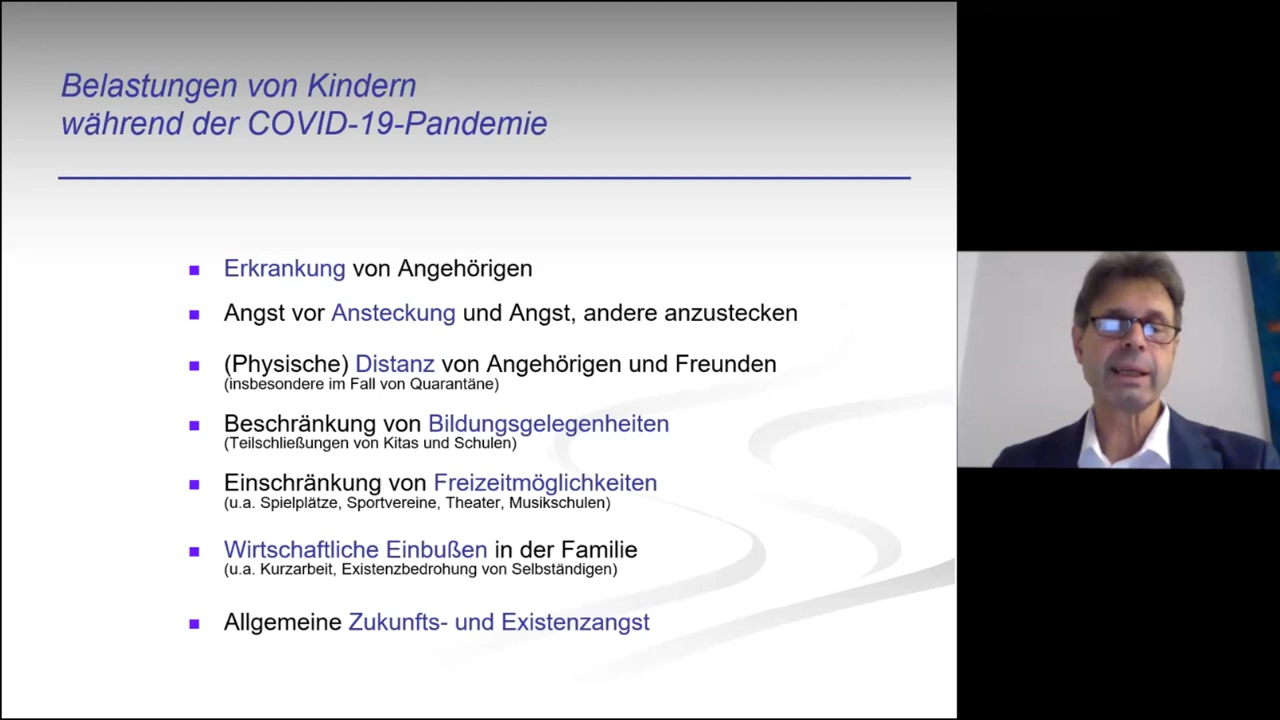 Belastungen von Kindern
während der COVID-19-Pandemie
Erkrankung von Angehörigen
Angst vor Ansteckung und Angst, andere anzustecken
(Physische) Distanz von Angehörigen und Freunden
(insbesondere im Fall von Quarantäne)
Beschränkung von Bildungsgelegenheiten
(Teilschließungen von Kitas und Schulen)
Einschränkung von Freizeitmöglichkeiten
(u.a. Spielplätze, Sportvereine, Theater, Musikschulen)
Wirtschaftliche Einbußen in der Familie
(u.a. Kurzarbeit, Existenzbedrohung von Selbständigen)
Allgemeine Zukunfts- und Existenzangst